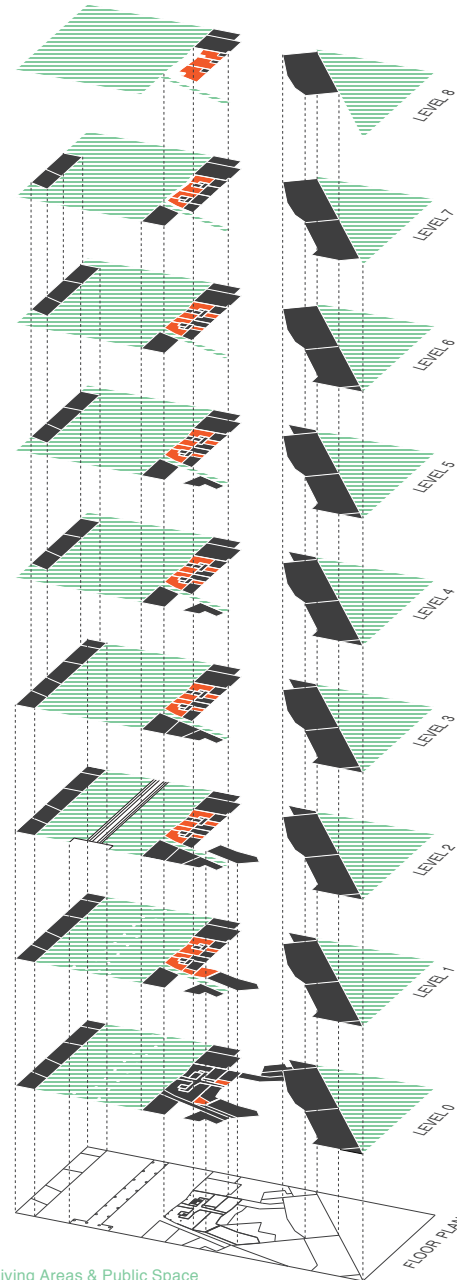 LEVEL 8
LEVEL 7
LEVEL 6
LEVEL 5
LEVEL 4
LEVEL 3
LEVEL 2
LEVEL 1
LEVEL 0
FLOOR PLAN
iving Areas & Public Space